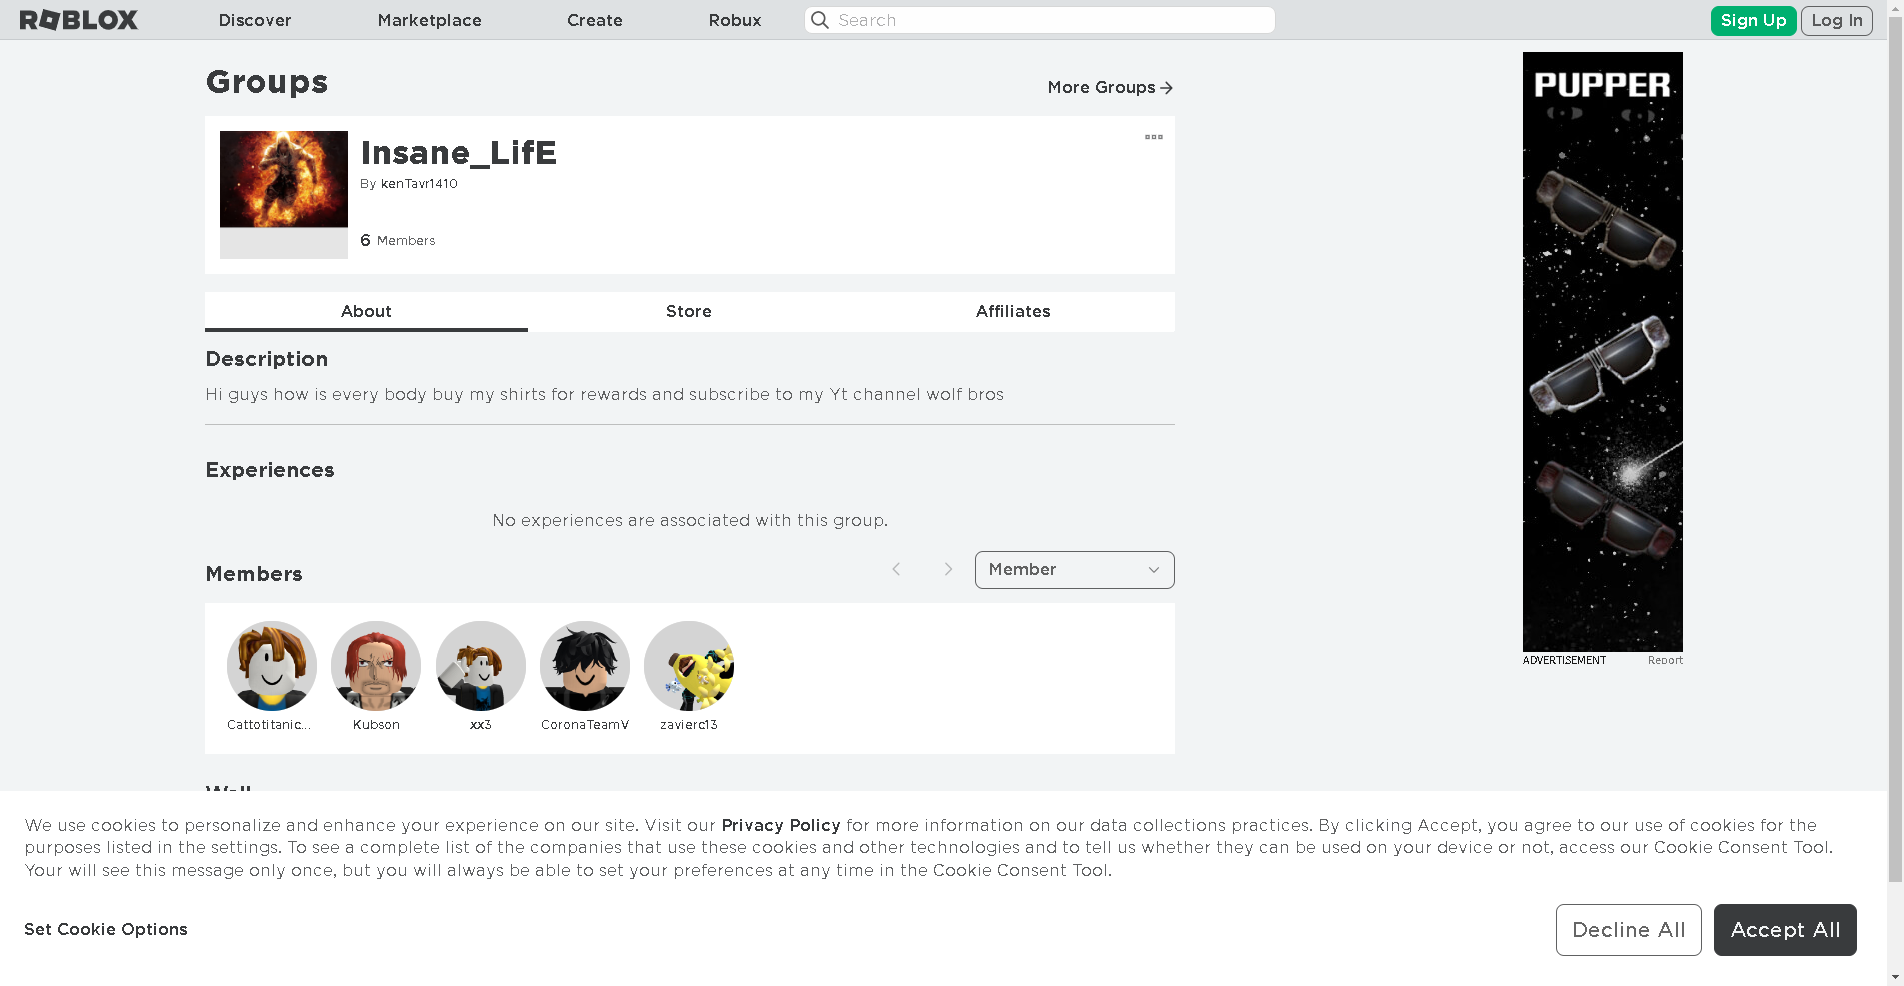 ROBLOX
Discover
Marketplace
Create
Robux
Search
Sign Up
Log In
Groups
More Groups
Insane_LifE
By kenTavr1410
6 Members
About
Store
Affiliates
Description
Hi guys how is every body buy my shirts for rewards and subscribe to my Yt channel wolf bros
Experiences
No experiences are associated with this group.
Members
Member
Cattotitanic...
Kubson
xx3
CoronaTeamV
zavierc13
PUPPER
ADVERTISEMENT
Report
Wall
We use cookies to personalize and enhance your experience on our site. Visit our Privacy Policy for more information on our data collections practices. By clicking Accept, you agree to our use of cookies for the
purposes listed in the settings. To see a complete list of the companies that use these cookies and other technologies and to tell us whether they can be used on your device or not, access our Cookie Consent Tool.
Your will see this message only once, but you will always be able to set your preferences at any time in the Cookie Consent Tool.
Set Cookie Options
Decline All
Accept All